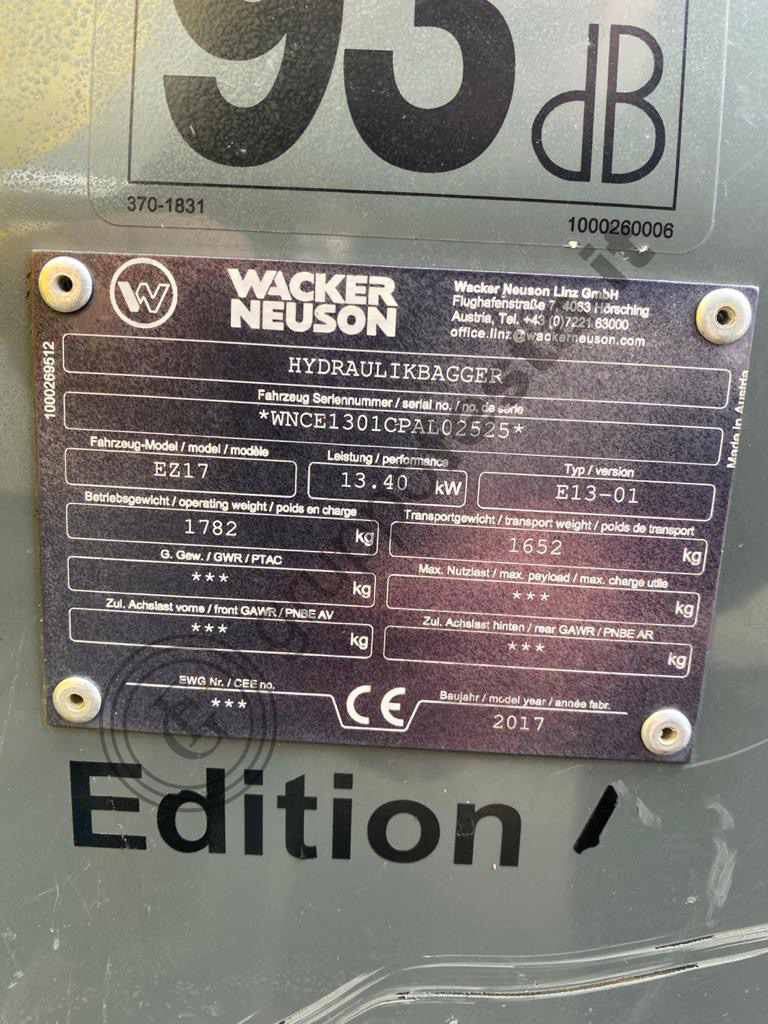 93 dB
370-1831
1000260006
WACKER
NEUSON
Wacker Neuson Linz GmbH
Flughafenstraße 7, 4063 Hörsching
Austria, Tel. +43 (0)7221 63000
office.linz@wackerneuson.com
1000269512
HYDRAULIKBAGGER
Made in Austria
Fahrzeug Seriennummer / serial no. / no. de série
*WNCE1301CPAL02525*
Fahrzeug-Model / model / modèle
EZ17
Leistung / performance
13.40 kW
Typ / version
E13-01
Betriebsgewicht / operating weight / poids en charge
1782 kg
Transportgewicht / transport weight / poids de transport
1652 kg
G. Gew. / GWR / PTAC
*** kg
Max. Nutzlast / max. payload / max. charge utile
*** kg
Zul. Achslast vorne / front GAWR / PNBE AV
*** kg
Zul. Achslast hinten / rear GAWR / PNBE AR
*** kg
EWG Nr. / CEE no.
***
CE
Baujahr / model year / année fabr.
2017
Edition /